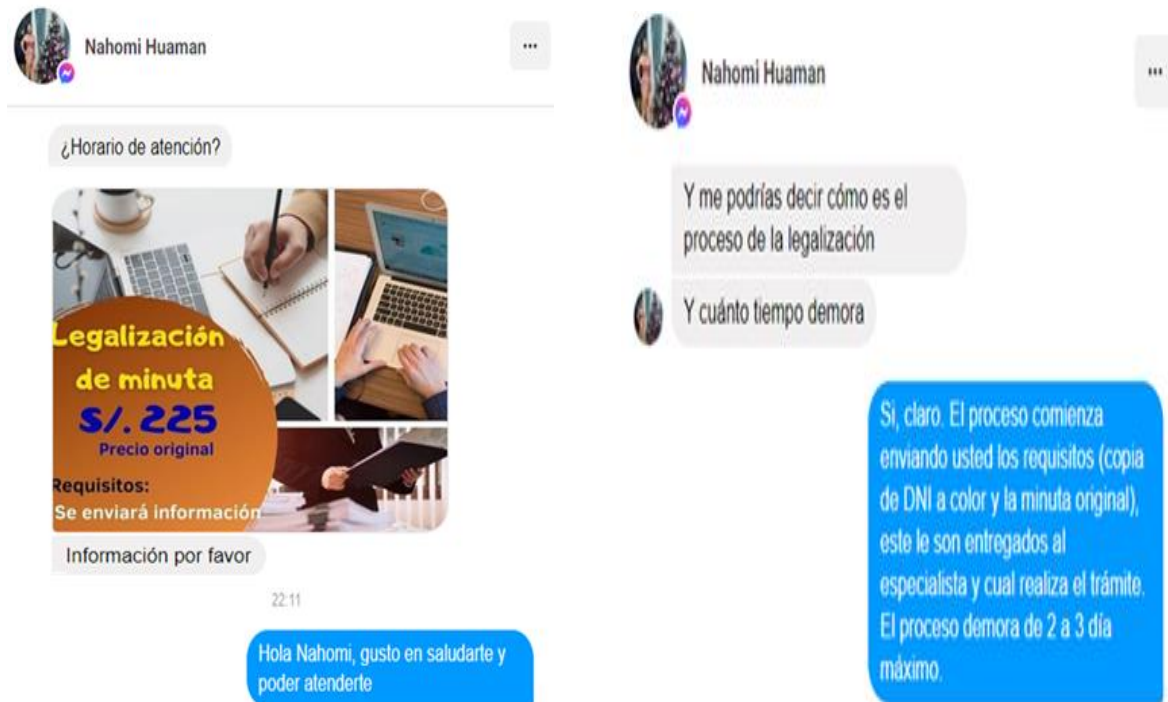 Nahomi Huaman
...
¿Horario de atención?
Legalización
de minuta
S/. 225
Precio original
Requisitos:
Se enviará información
Información por favor
22:11
Hola Nahomi, gusto en saludarte y
poder atenderte
Nahomi Huaman
...
Y me podrías decir cómo es el
proceso de la legalización
Y cuánto tiempo demora
Si, claro. El proceso comienza
enviando usted los requisitos (copia
de DNI a color y la minuta original),
este le son entregados al
especialista y cual realiza el trámite.
El proceso demora de 2 a 3 día
máximo.